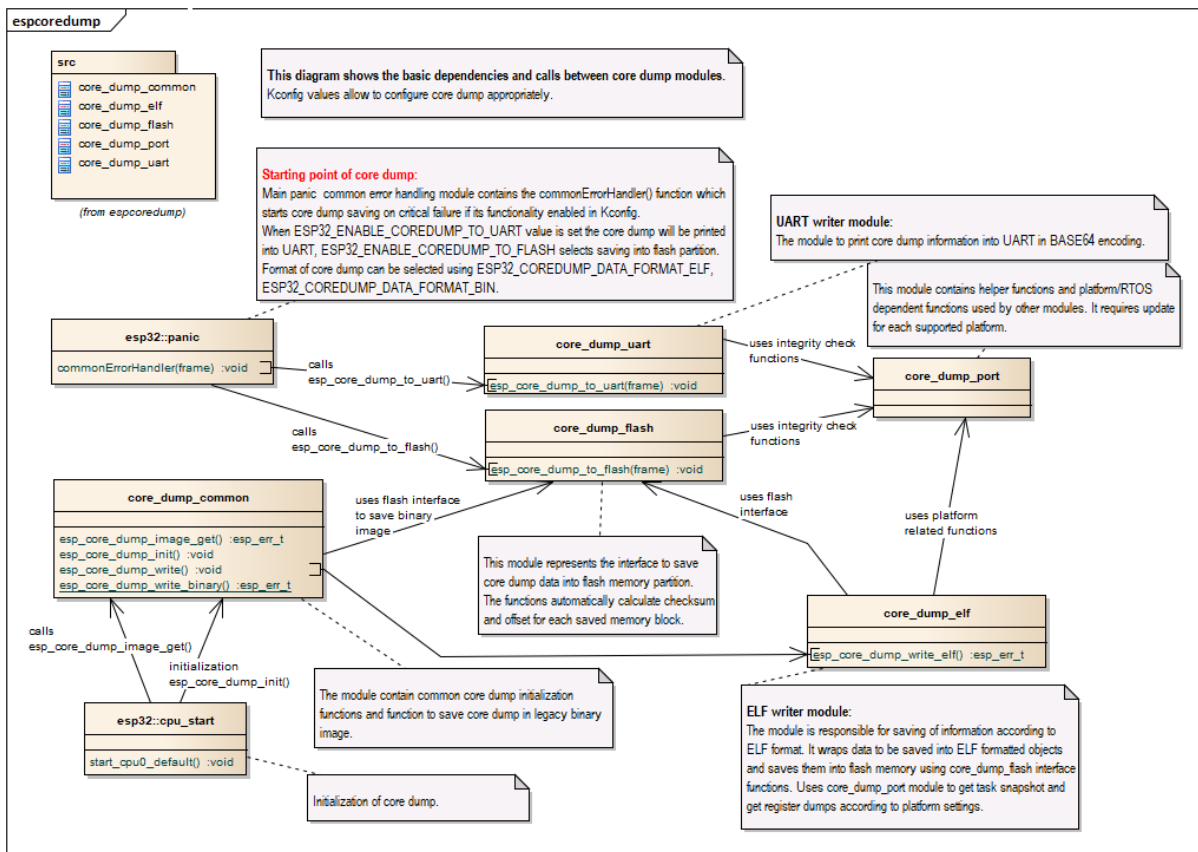 espcoredump
src
core_dump_common
core_dump_elf
core_dump_flash
core_dump_port
core_dump_uart
(from espcoredump)
This diagram shows the basic dependencies and calls between core dump modules.
Kconfig values allow to configure core dump appropriately.
Starting point of core dump:
Main panic common error handling module contains the commonErrorHandler() function which
starts core dump saving on critical failure if its functionality enabled in Kconfig.
When ESP32_ENABLE_COREDUMP_TO_UART value is set the core dump will be printed
into UART, ESP32_ENABLE_COREDUMP_TO_FLASH selects saving into flash partition.
Format of core dump can be selected using ESP32_COREDUMP_DATA_FORMAT_ELF,
ESP32_COREDUMP_DATA_FORMAT_BIN.
UART writer module:
The module to print core dump information into UART in BASE64 encoding.
This module contains helper functions and platform/RTOS
dependent functions used by other modules. It requires update
for each supported platform.
esp32::panic
commonErrorHandler(frame) :void
calls
esp_core_dump_to_uart()
core_dump_uart
esp_core_dump_to_uart(frame) :void
uses integrity check
functions
core_dump_port
calls
esp_core_dump_to_flash()
core_dump_flash
esp_core_dump_to_flash(frame) :void
uses integrity check
functions
core_dump_common
esp_core_dump_image_get() :esp_err_t
esp_core_dump_init() :void
esp_core_dump_write() :void
esp_core_dump_write_binary() :esp_err_t
uses flash interface
to save binary
image
uses flash
interface
uses platform
related functions
This module represents the interface to save
core dump data into flash memory partition.
The functions automatically calculate checksum
and offset for each saved memory block.
core_dump_elf
esp_core_dump_write_elf() :esp_err_t
calls
esp_core_dump_image_get()
initialization
esp_core_dump_init()
The module contain common core dump initialization
functions and function to save core dump in legacy binary
image.
esp32::cpu_start
start_cpu0_default() :void
Initialization of core dump.
ELF writer module:
The module is responsible for saving of information according to
ELF format. It wraps data to be saved into ELF formatted objects
and saves them into flash memory using core_dump_flash interface
functions. Uses core_dump_port module to get task snapshot and
get register dumps according to platform settings.